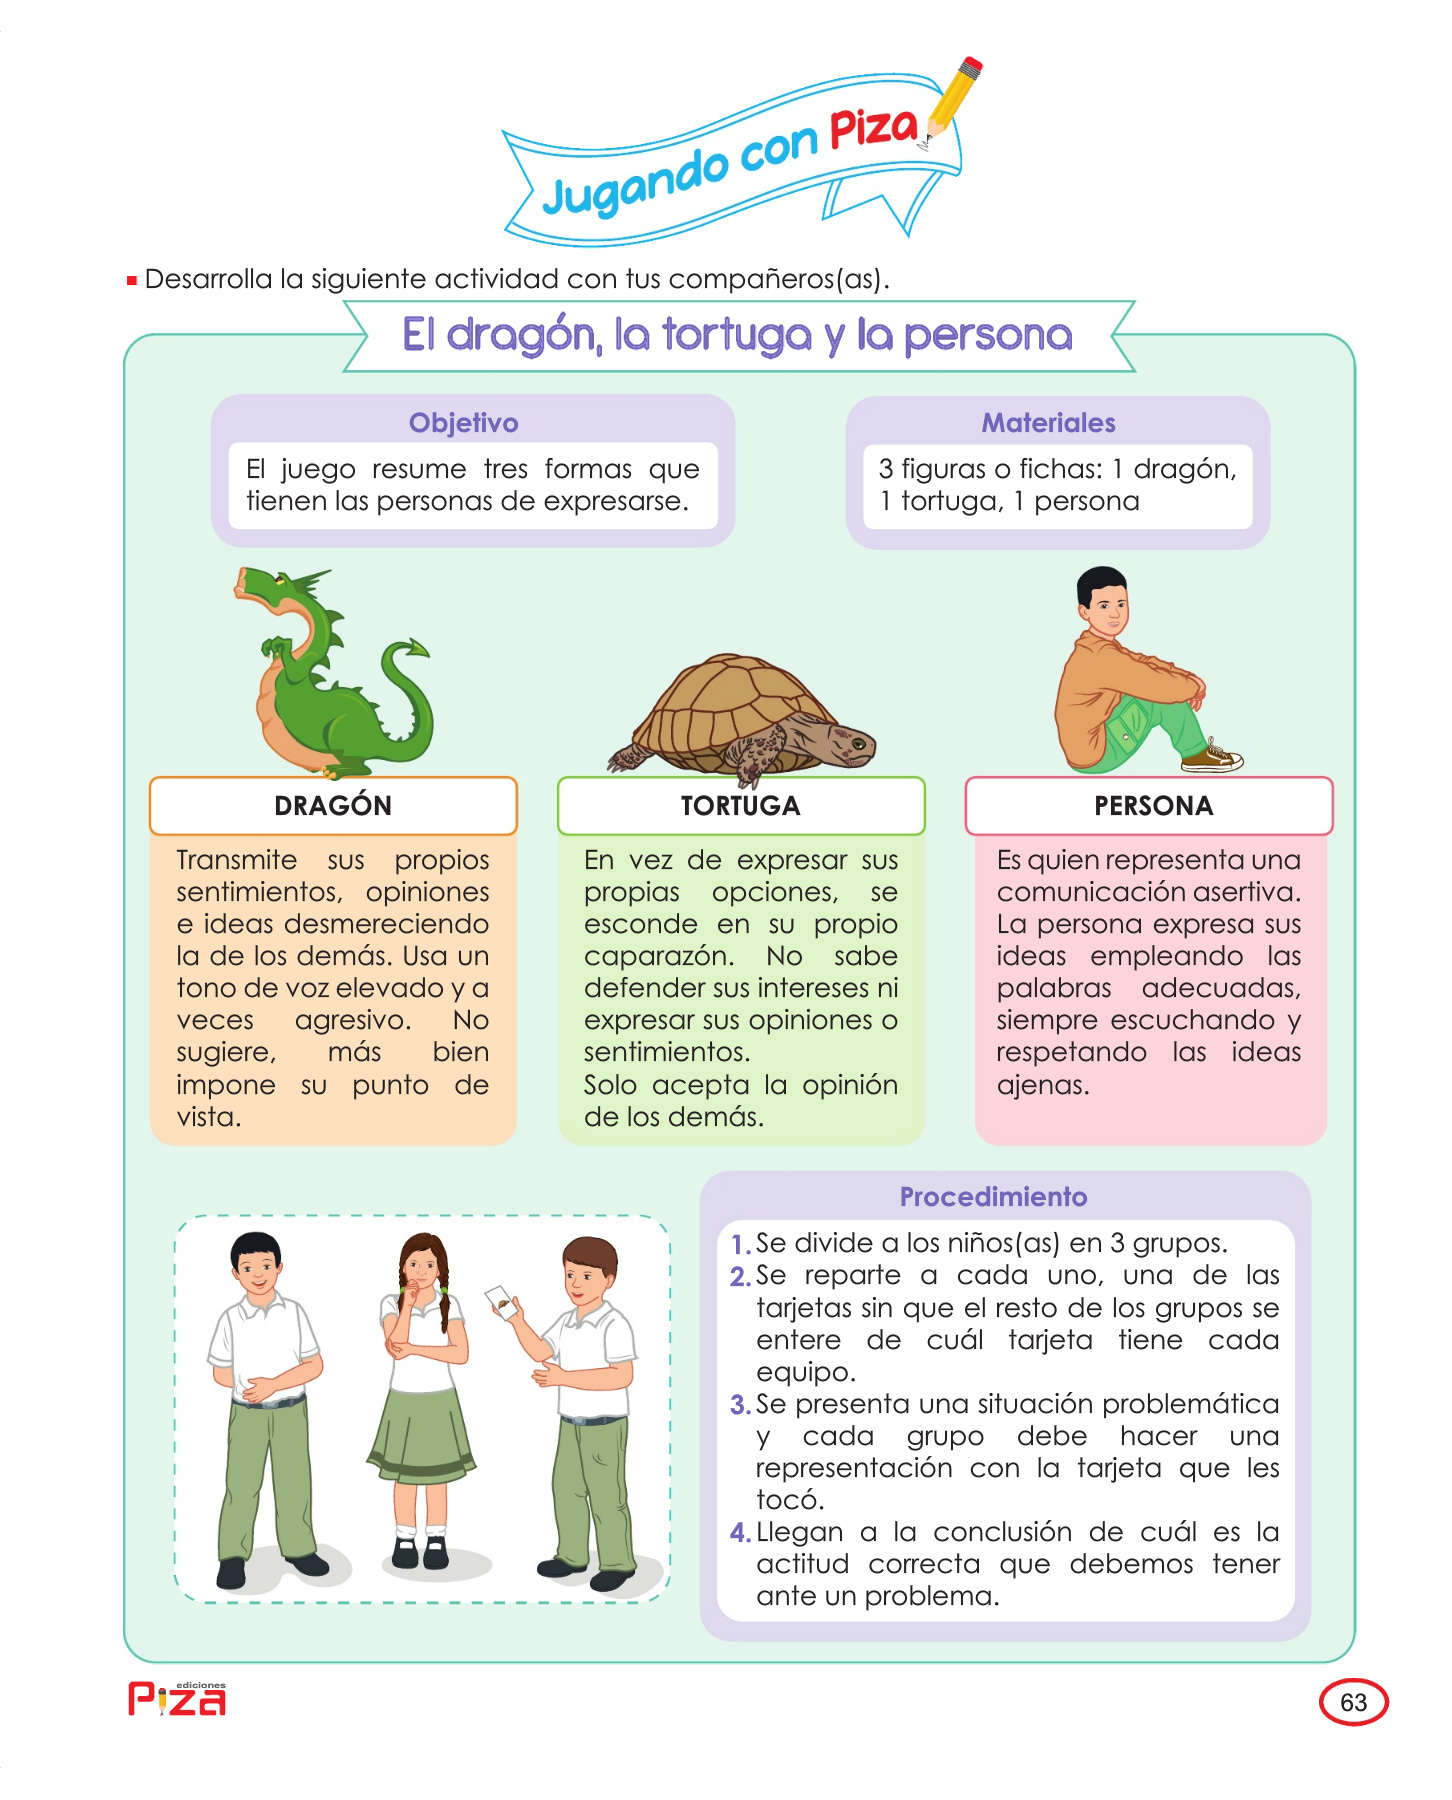 Jugando con Piza
Desarrolla la siguiente actividad con tus compañeros(as).
El dragón, la tortuga y la persona
Objetivo
El juego resume tres formas que
tienen las personas de expresarse.
Materiales
3 figuras o fichas: 1 dragón,
1 tortuga, 1 persona
DRAGÓN
Transmite sus propios
sentimientos, opiniones
e ideas desmereciendo
la de los demás. Usa un
tono de voz elevado y a
veces agresivo. No
sugiere, más bien
impone su punto de
vista.
TORTUGA
En vez de expresar sus
propias opciones, se
esconde en su propio
caparazón. No sabe
defender sus intereses ni
expresar sus opiniones o
sentimientos.
Solo acepta la opinión
de los demás.
PERSONA
Es quien representa una
comunicación asertiva.
La persona expresa sus
ideas empleando las
palabras adecuadas,
siempre escuchando y
respetando las ideas
ajenas.
Procedimiento
1. Se divide a los niños(as) en 3 grupos.
2. Se reparte a cada uno, una de las
tarjetas sin que el resto de los grupos se
entere de cuál tarjeta tiene cada
equipo.
3. Se presenta una situación problemática
y cada grupo debe hacer una
representación con la tarjeta que les
tocó.
4. Llegan a la conclusión de cuál es la
actitud correcta que debemos tener
ante un problema.
ediciones
Piza
63